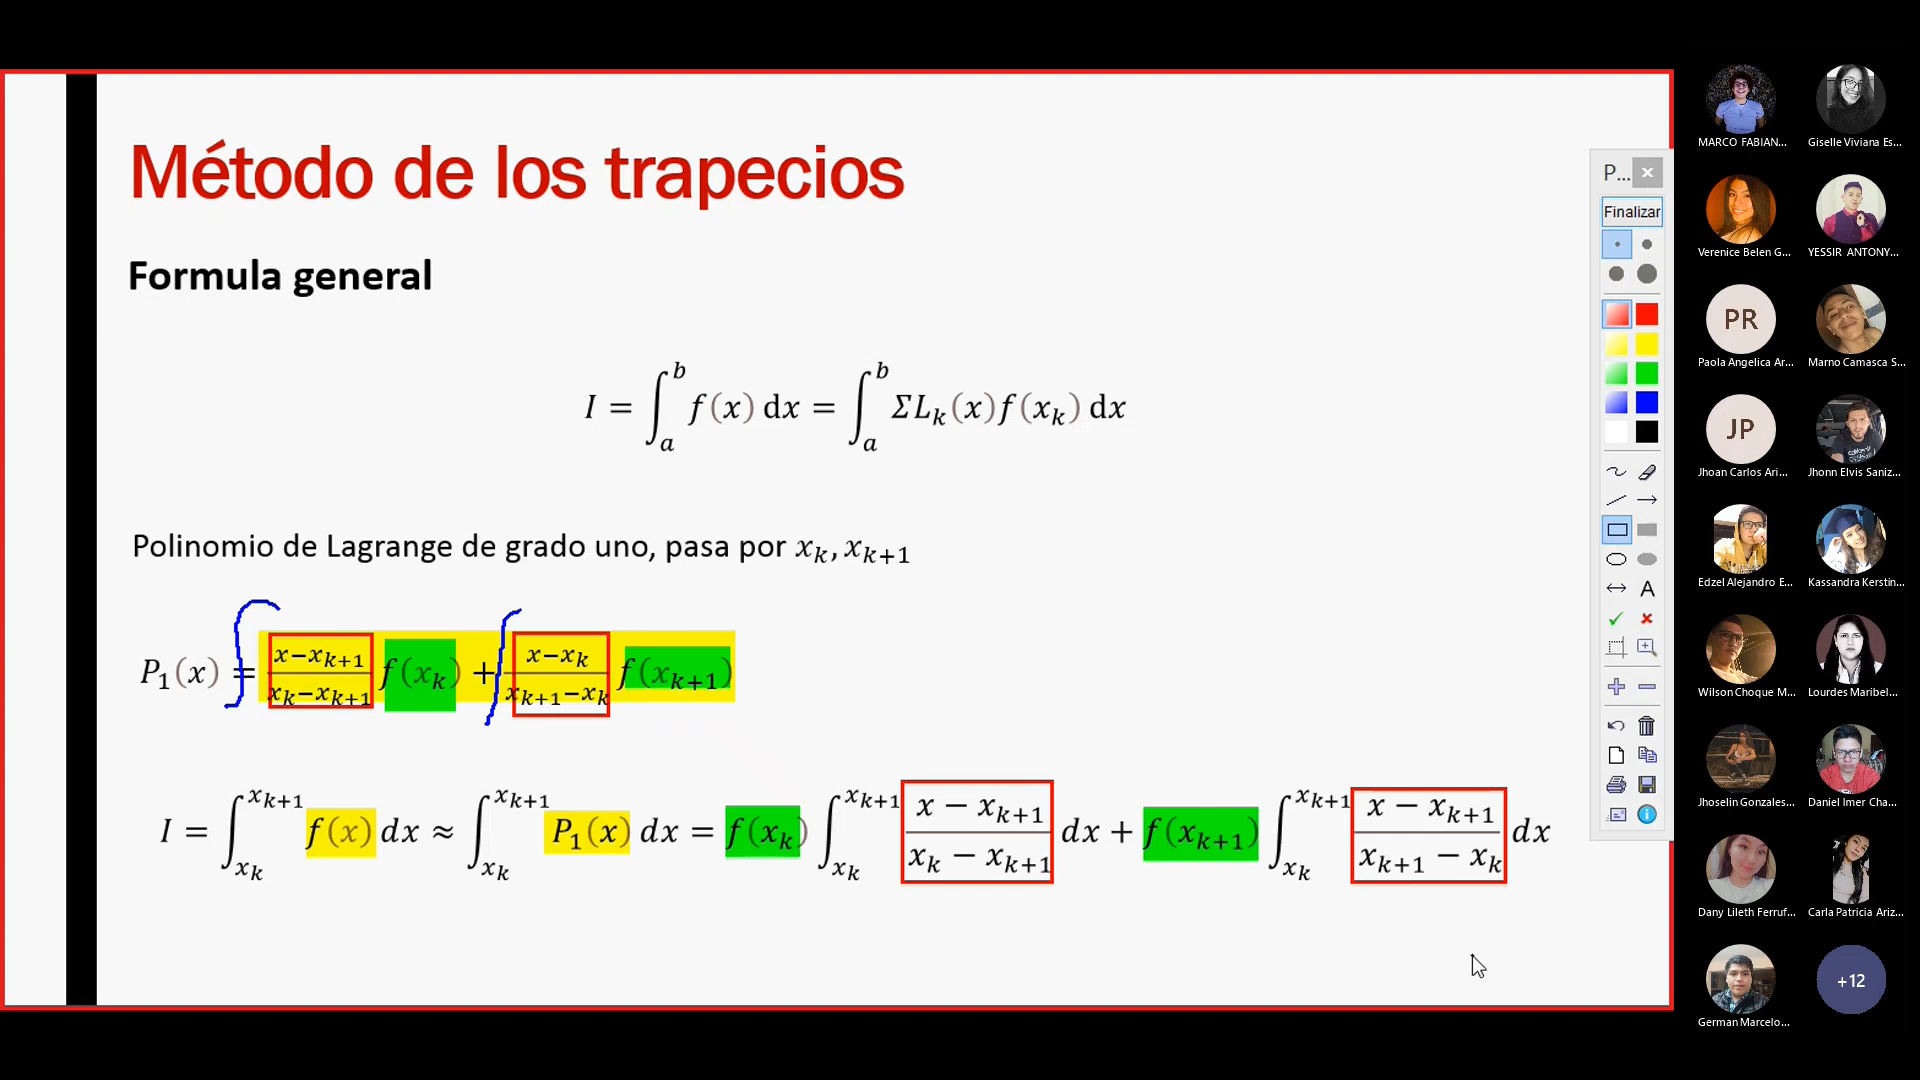 Método de los trapecios
Formula general
I = ∫_a^b f(x) dx = ∫_a^b ΣL_k(x)f(x_k) dx
Polinomio de Lagrange de grado uno, pasa por x_k, x_{k+1}
P_1(x) = \frac{x-x_{k+1}}{x_k-x_{k+1}} f(x_k) + \frac{x-x_k}{x_{k+1}-x_k} f(x_{k+1})
I = ∫_{x_k}^{x_{k+1}} f(x) dx ≈ ∫_{x_k}^{x_{k+1}} P_1(x) dx = f(x_k) ∫_{x_k}^{x_{k+1}} \frac{x - x_{k+1}}{x_k - x_{k+1}} dx + f(x_{k+1}) ∫_{x_k}^{x_{k+1}} \frac{x - x_{k+1}}{x_{k+1} - x_k} dx
P...
Finalizar
A
MARCO FABIAN...
Giselle Viviana Es...
Verenice Belen G...
YESSIR ANTONY...
PR
Paola Angelica Ar...
Marno Camasca S...
JP
Jhoan Carlos Ari...
Jhonn Elvis Saniz...
Edzel Alejandro E...
Kassandra Kerstin...
Wilson Choque M...
Lourdes Maribel...
Jhoselin Gonzales...
Daniel Imer Cha...
Dany Lileth Ferruf...
Carla Patricia Ariz...
+12
German Marcelo...